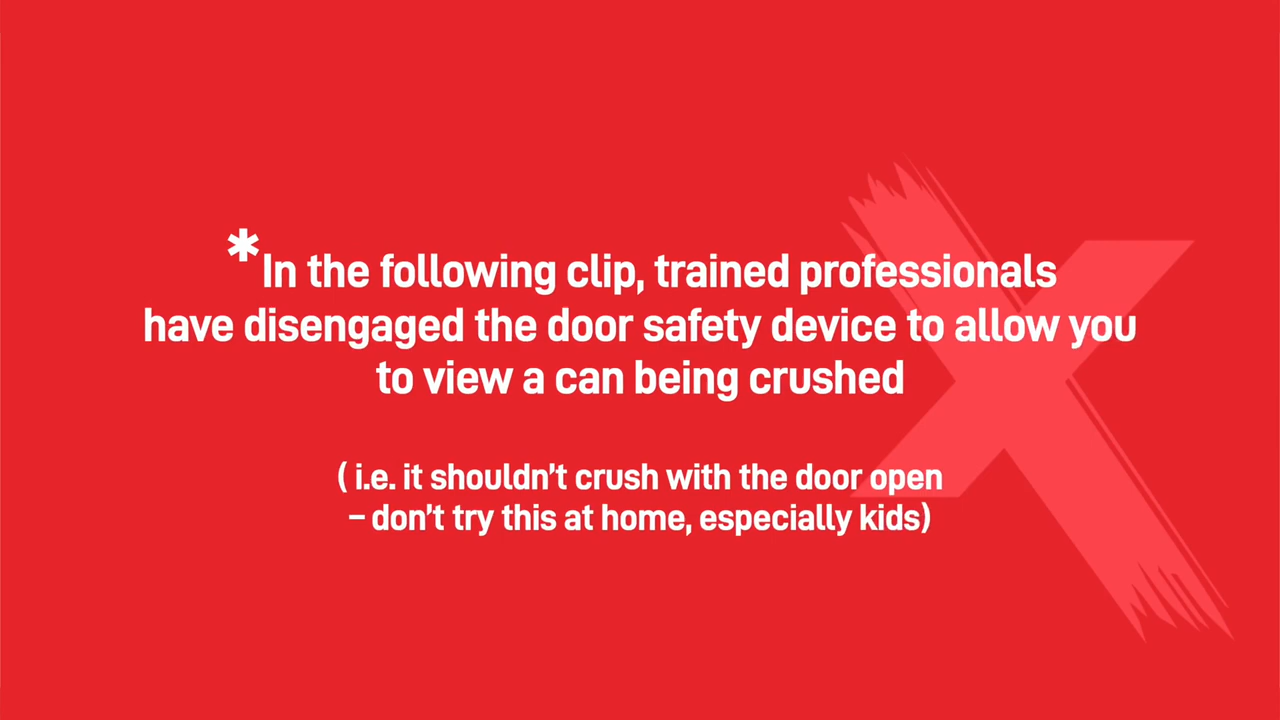 *In the following clip, trained professionals
have disengaged the door safety device to allow you
to view a can being crushed
( i.e. it shouldn't crush with the door open
– don't try this at home, especially kids)